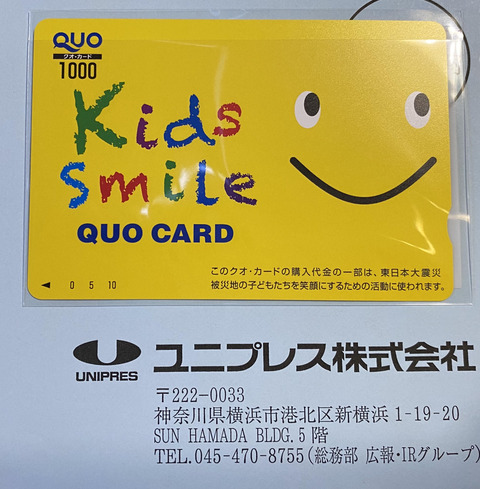 QUO
クオ・カード
1000
Kids
smile
QUO CARD
このクオ・カードの購入代金の一部は、東日本大震災
被災地の子どもたちを笑顔にするための活動に使われます。
◀ 0 5 10
UNIPRES
ユニプレス株式会社
〒222-0033
神奈川県横浜市港北区新横浜 1-19-20
SUN HAMADA BLDG. 5 階
TEL. 045-470-8755 (総務部 広報・IRグループ)